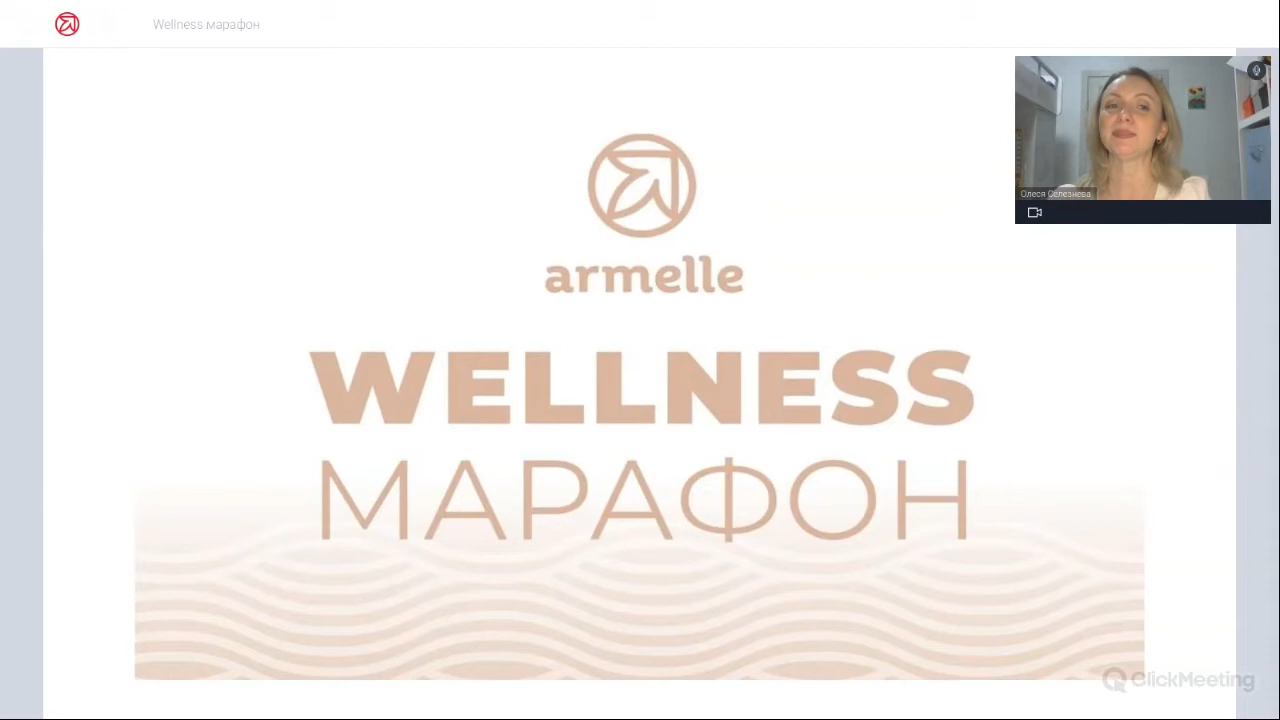 Wellness марафон
Олеся Селезнева
armelle
WELLNESS
МАРАФОН
ClickMeeting